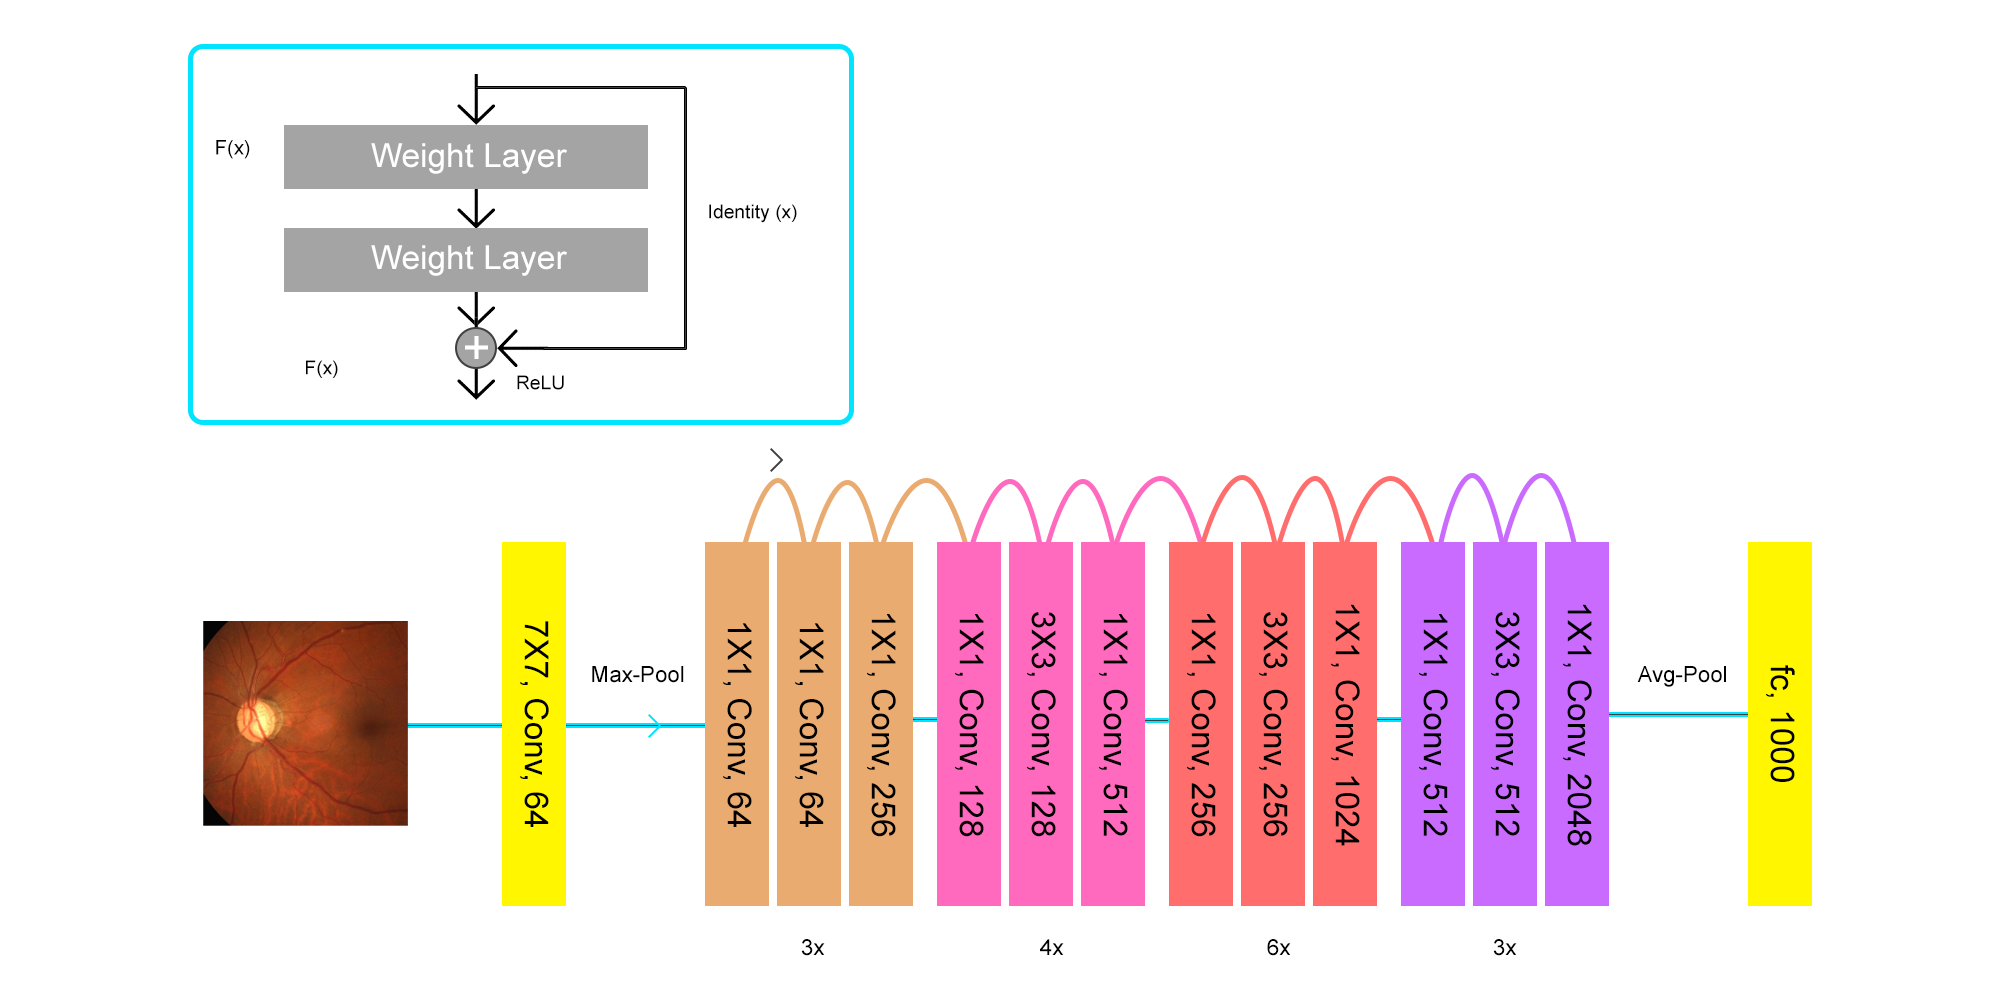 F(x)
Weight Layer
Identity (x)
Weight Layer
F(x)
ReLU
7X7, Conv, 64
Max-Pool
1X1, Conv, 64
1X1, Conv, 64
1X1, Conv, 256
1X1, Conv, 128
3X3, Conv, 128
1X1, Conv, 512
1X1, Conv, 256
3X3, Conv, 256
1X1, Conv, 1024
1X1, Conv, 512
3X3, Conv, 512
1X1, Conv, 2048
Avg-Pool
fc, 1000
3x
4x
6x
3x